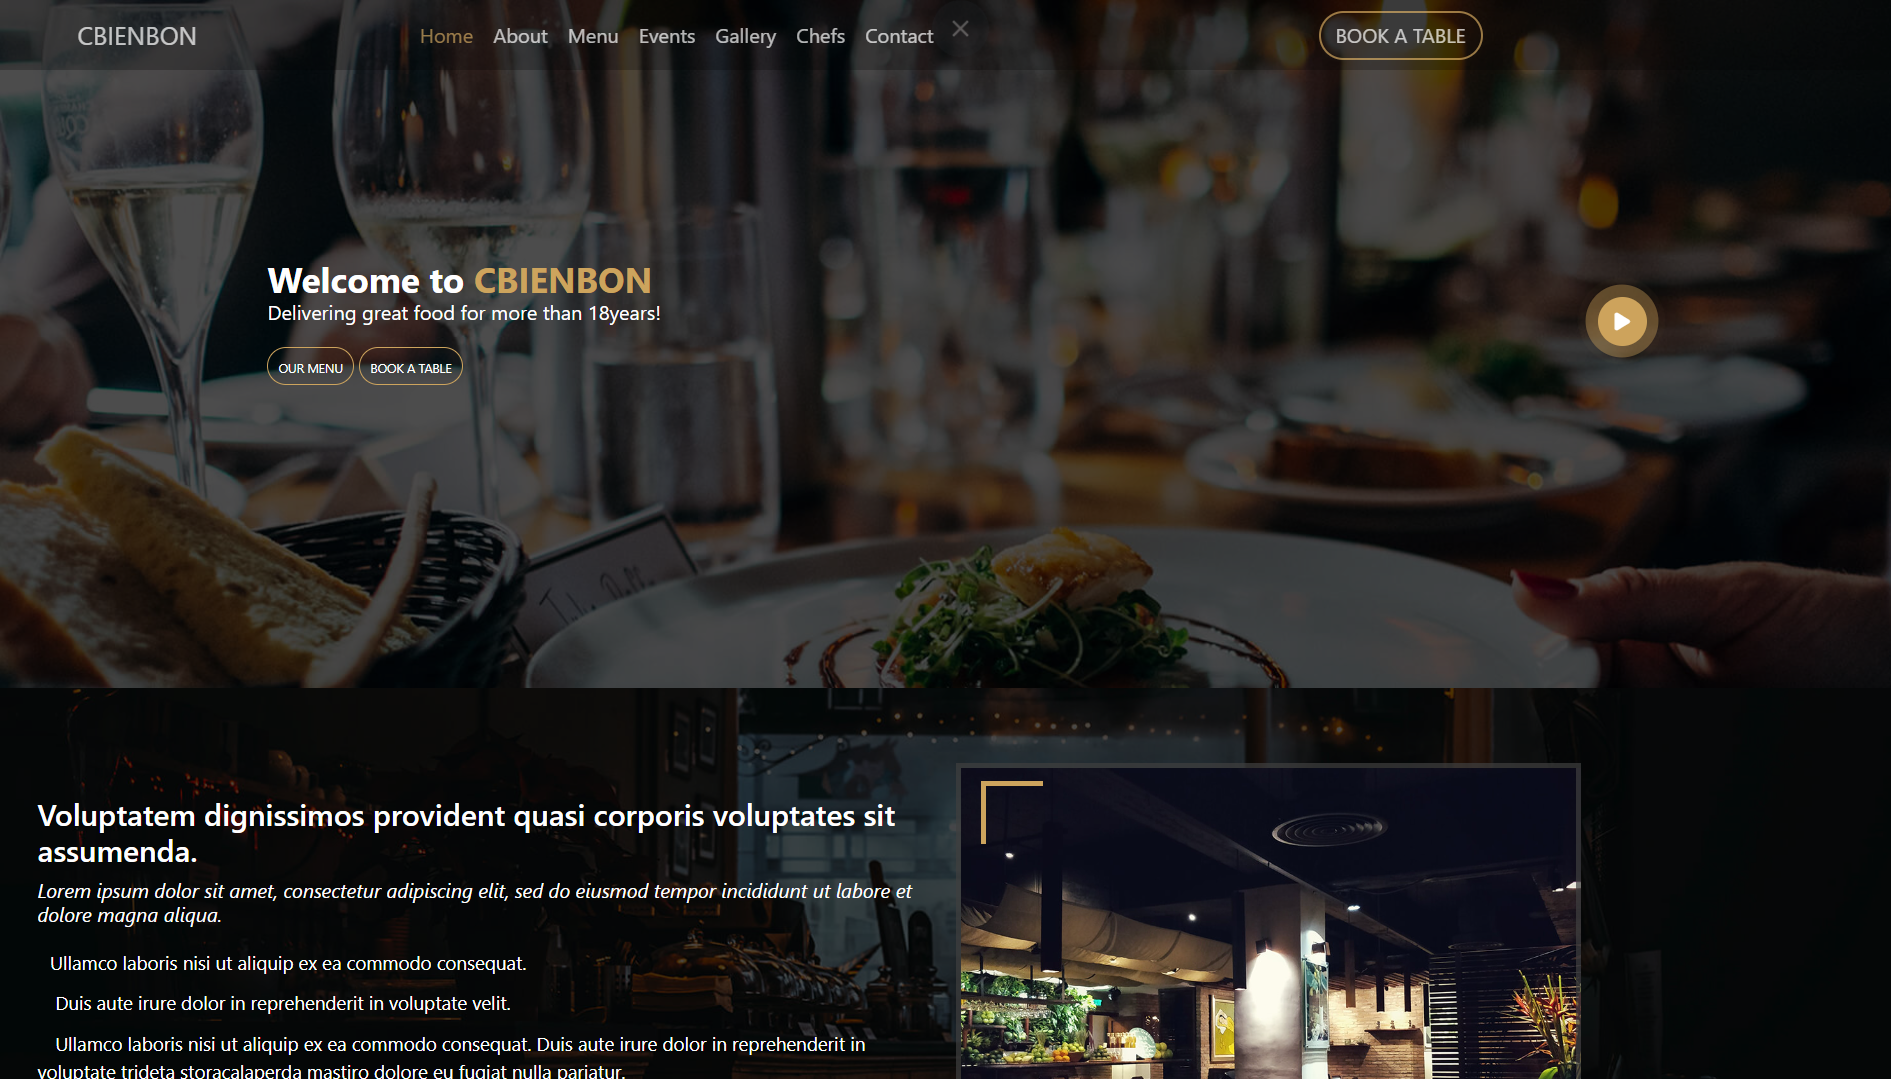 CBIENBON
Home About Menu Events Gallery Chefs Contact
BOOK A TABLE
Welcome to CBIENBON
Delivering great food for more than 18years!
OUR MENU
BOOK A TABLE
Voluptatem dignissimos provident quasi corporis voluptates sit
assumenda.
Lorem ipsum dolor sit amet, consectetur adipiscing elit, sed do eiusmod tempor incididunt ut labore et
dolore magna aliqua.
Ullamco laboris nisi ut aliquip ex ea commodo consequat.
Duis aute irure dolor in reprehenderit in voluptate velit.
Ullamco laboris nisi ut aliquip ex ea commodo consequat. Duis aute irure dolor in reprehenderit in
voluptate trideta storacalaperda mastiro dolore eu fugiat nulla pariatur.